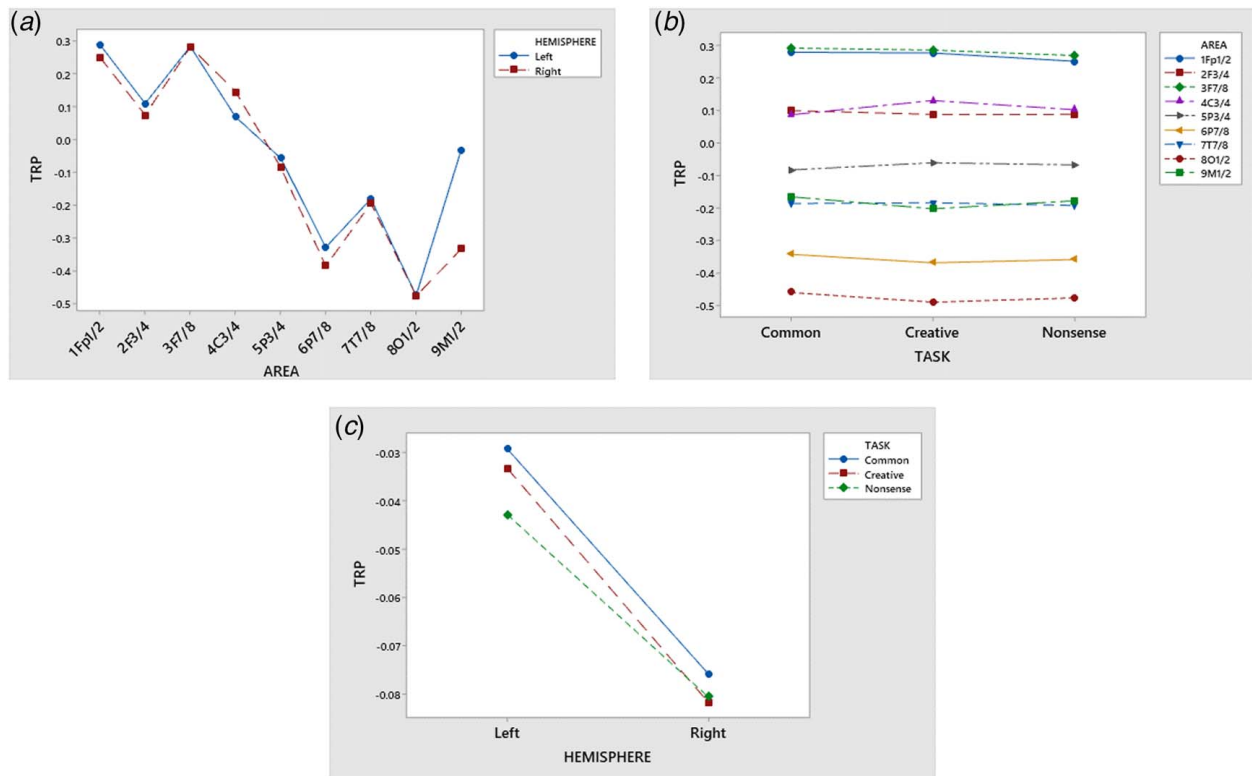 (a)
0.3
0.2
0.1
0.0
-0.1
-0.2
-0.3
-0.4
-0.5
TRP
1Fp1/2
2F3/4
3F7/8
4C3/4
5P3/4
6P7/8
7T7/8
8O1/2
9M1/2
AREA
HEMISPHERE
Left
Right
(b)
0.3
0.2
0.1
0.0
-0.1
-0.2
-0.3
-0.4
-0.5
TRP
Common Creative Nonsense
TASK
AREA
1Fp1/2
2F3/4
3F7/8
4C3/4
5P3/4
6P7/8
7T7/8
8O1/2
9M1/2
(c)
-0.03
-0.04
-0.05
-0.06
-0.07
-0.08
TRP
Left Right
HEMISPHERE
TASK
Common
Creative
Nonsense